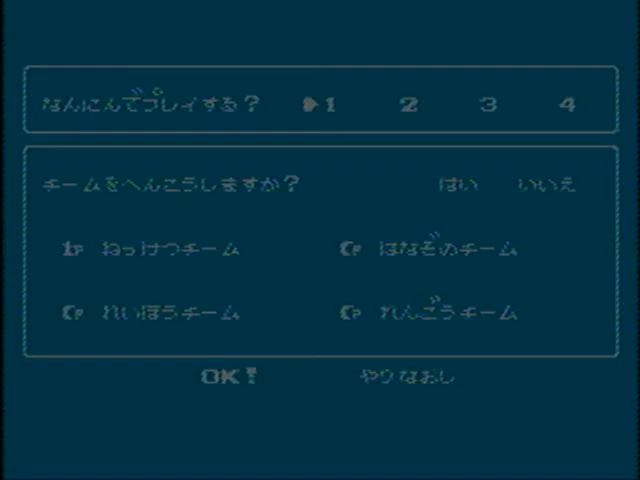 なんにんでプレイする? 1 2 3 4
チームをへんこうしますか? はい いいえ
1P ねっけつチーム CP はなぞのチーム
CP れいほうチーム CP れんごうチーム
OK! やりなおし